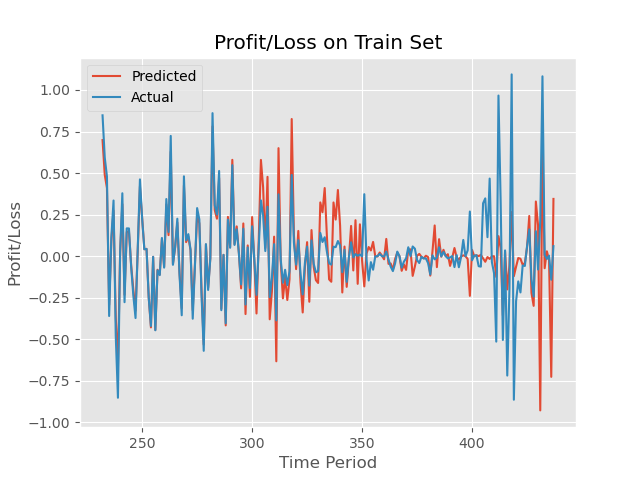 Profit/Loss on Train Set
Predicted
Actual
Profit/Loss
1.00
0.75
0.50
0.25
0.00
−0.25
−0.50
−0.75
−1.00
250
300
350
400
Time Period